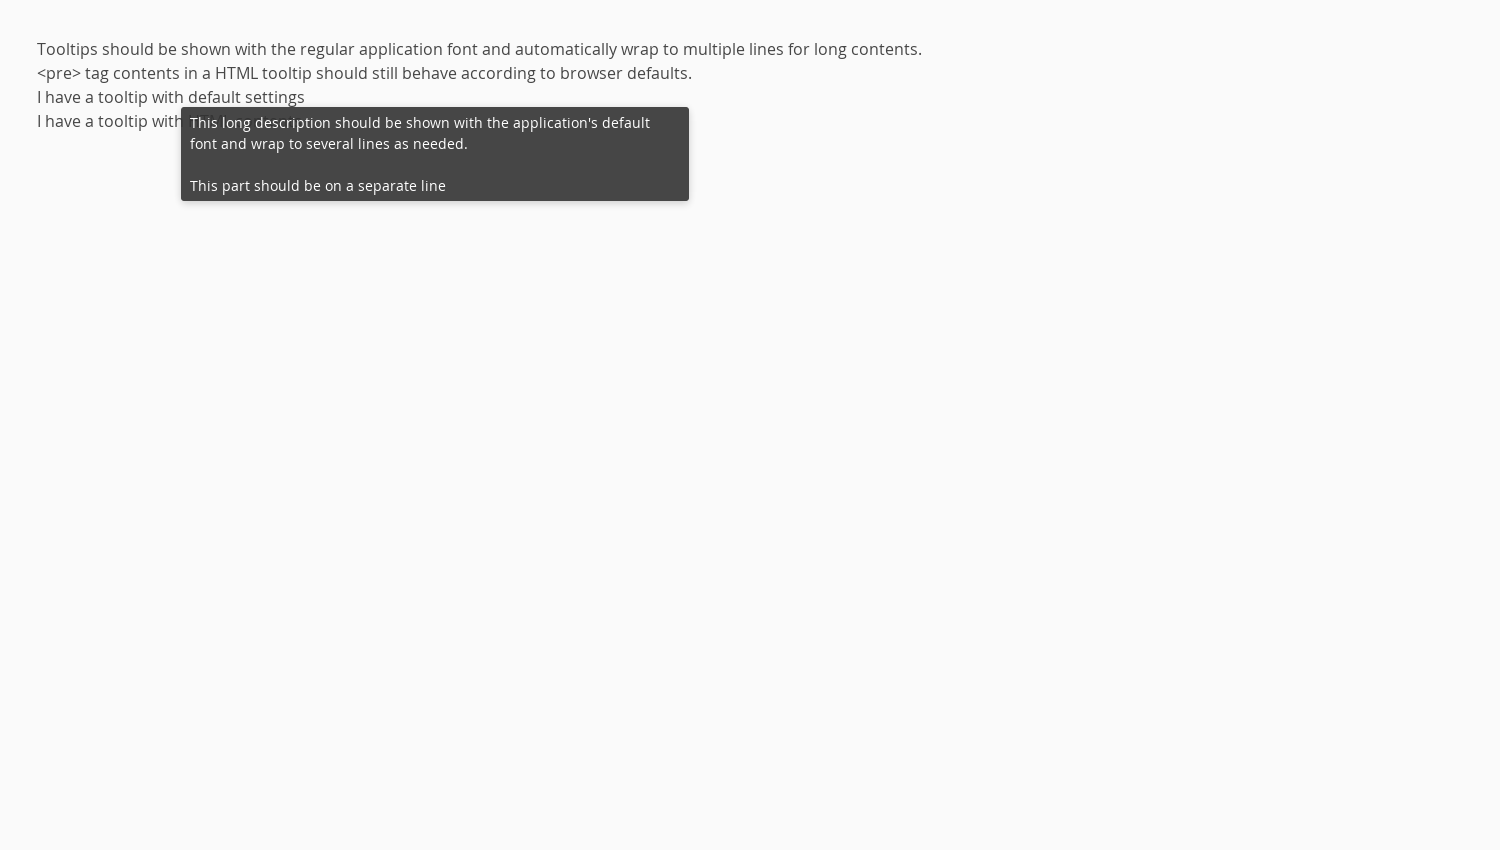 Tooltips should be shown with the regular application font and automatically wrap to multiple lines for long contents.
<pre> tag contents in a HTML tooltip should still behave according to browser defaults.
I have a tooltip with default settings
I have a tooltip with
This long description should be shown with the application's default
font and wrap to several lines as needed.
This part should be on a separate line